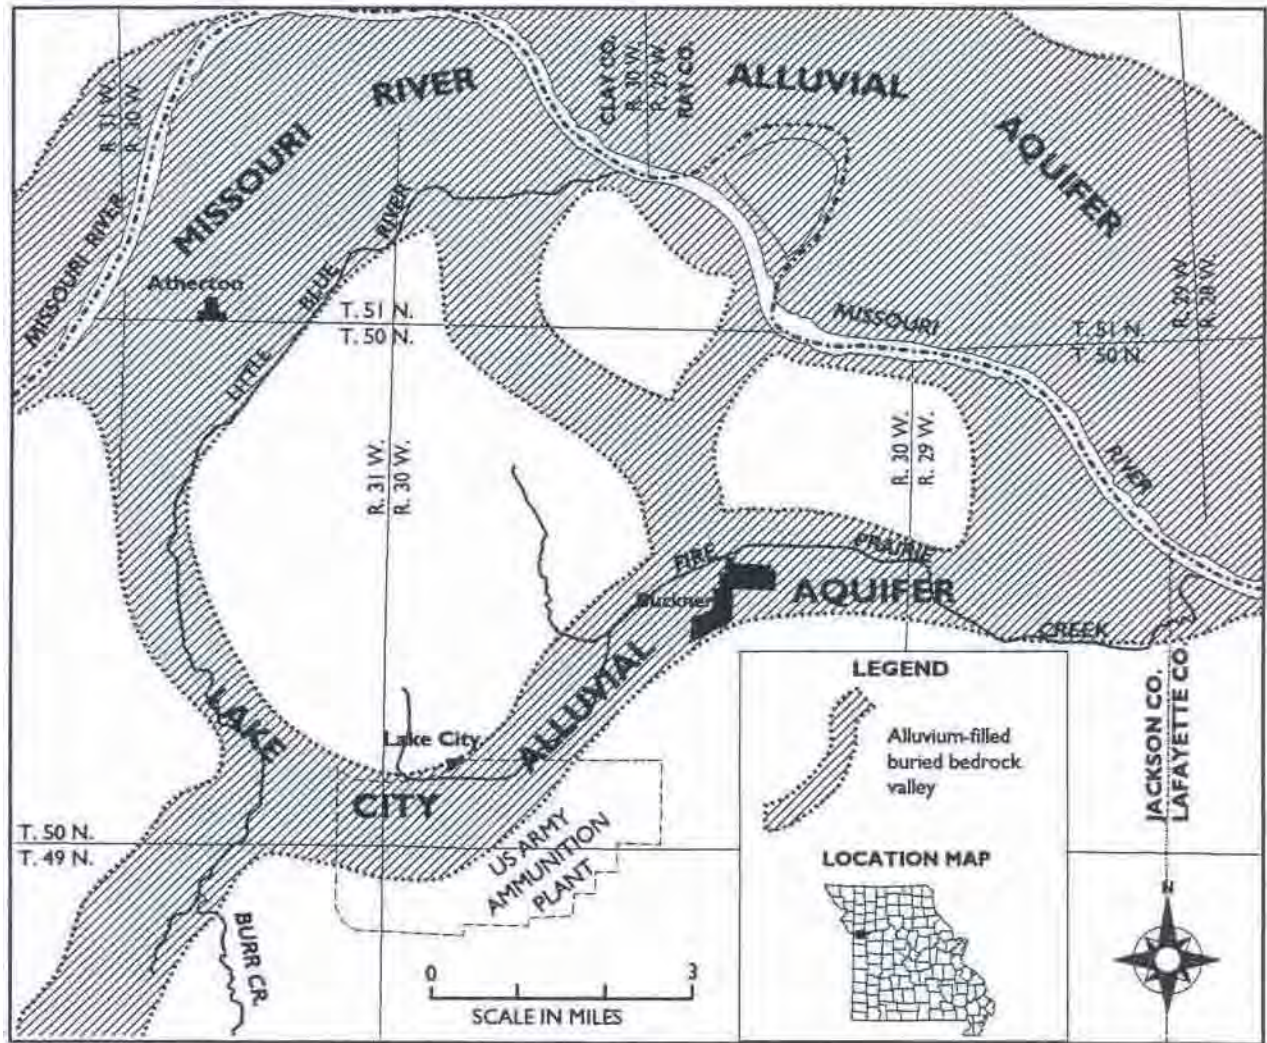 CLAY CO.
R. 30 W.
R. 29 W.
RAY CO.
R. 31 W.
R. 30 W.
MISSOURI RIVER ALLUVIAL AQUIFER
R. 29 W.
R. 28 W.
MISSOURI RIVER
Atherton
LITTLE BLUE RIVER
T. 51 N.
T. 50 N.
MISSOURI RIVER
T. 51 N.
T. 50 N.
R. 31 W.
R. 30 W.
R. 30 W.
R. 29 W.
FIRE PRAIRIE CREEK
Buckner
LAKE CITY ALLUVIAL AQUIFER
Lake City
US ARMY
AMMUNITION
PLANT
T. 50 N.
T. 49 N.
BURR CR.
JACKSON CO.
LAFAYETTE CO.
LEGEND
Alluvium-filled
buried bedrock
valley
LOCATION MAP
N
0 3
SCALE IN MILES